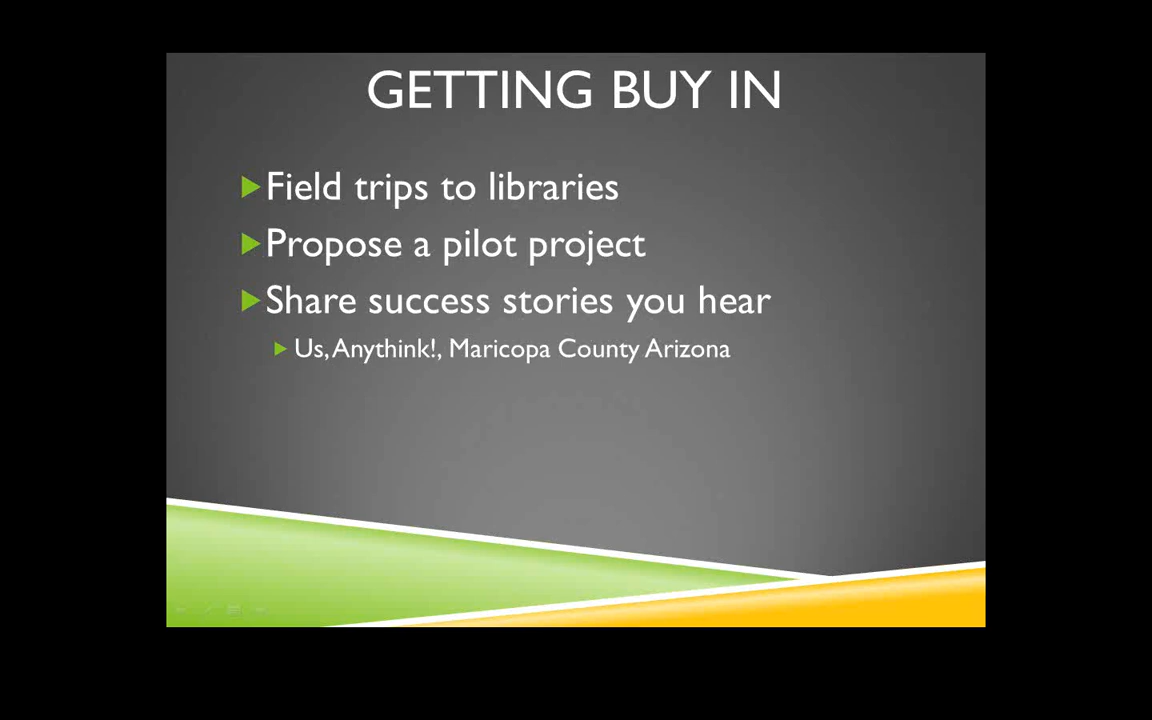 GETTING BUY IN
Field trips to libraries
Propose a pilot project
Share success stories you hear
Us, Anythink!, Maricopa County Arizona